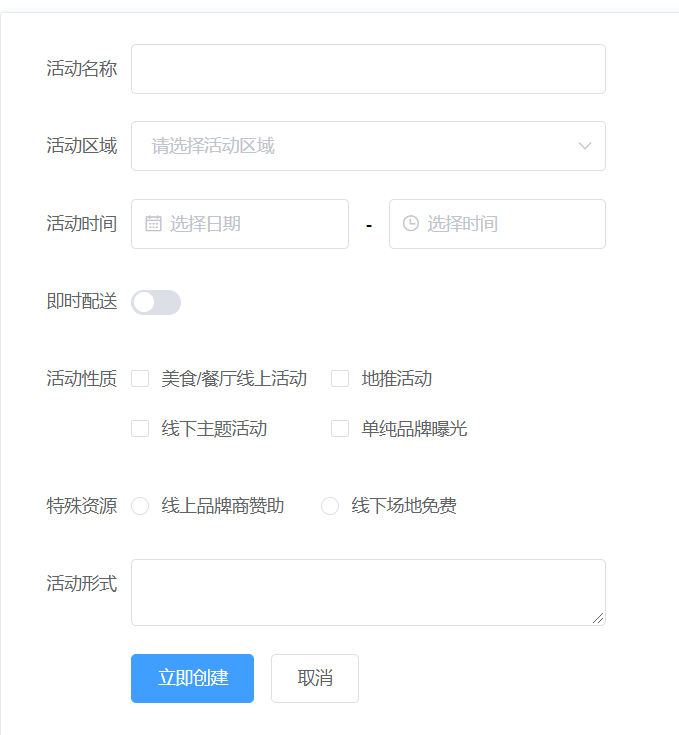 活动名称
活动区域 请选择活动区域
活动时间 选择日期 - 选择时间
即时配送
活动性质 美食/餐厅线上活动 地推活动
线下主题活动 单纯品牌曝光
特殊资源 线上品牌商赞助 线下场地免费
活动形式
立即创建 取消